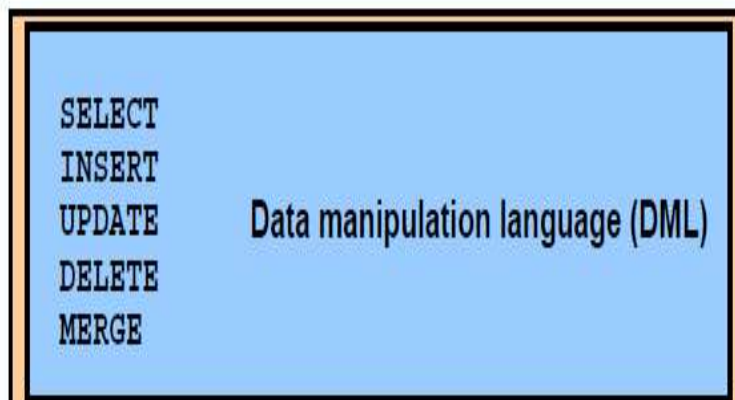 SELECT
INSERT
UPDATE
DELETE
MERGE
Data manipulation language (DML)